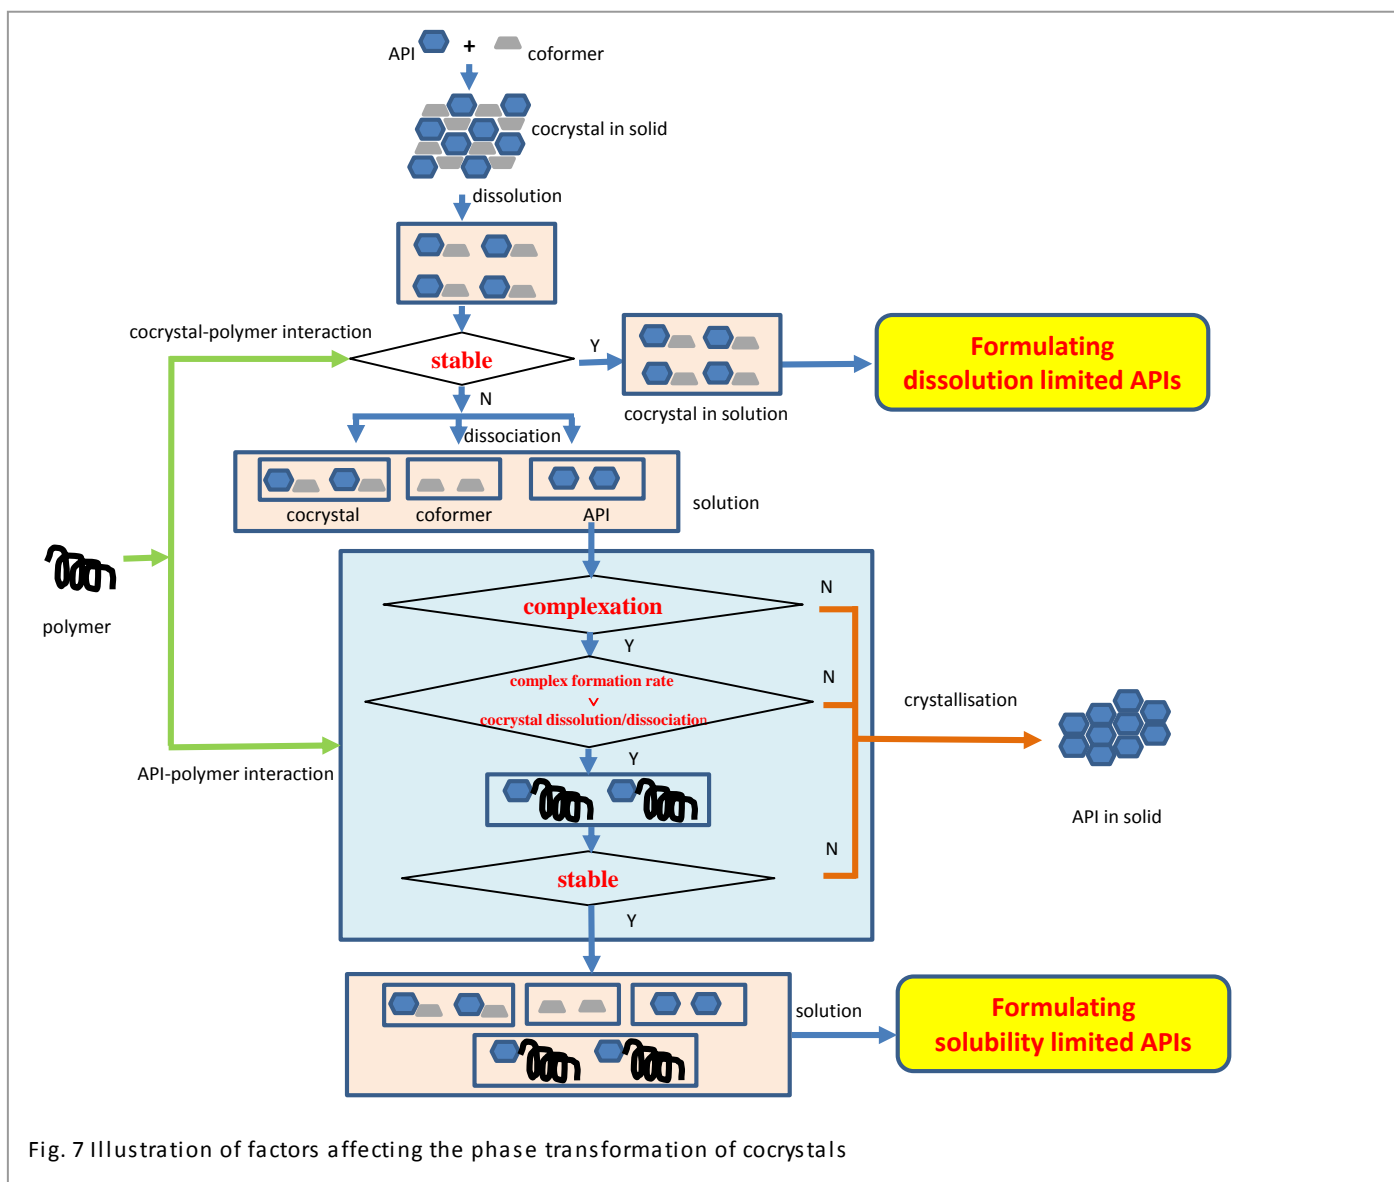 API + coformer
cocrystal in solid
dissolution
cocrystal-polymer interaction
stable
Y
N
cocrystal in solution
Formulating
dissolution limited APIs
dissociation
cocrystal coformer API
solution
polymer
complexation
N
Y
complex formation rate
>
cocrystal dissolution/dissociation
N
Y
crystallisation
API-polymer interaction
API in solid
N
stable
Y
solution
Formulating
solubility limited APIs
Fig. 7 Illustration of factors affecting the phase transformation of cocrystals